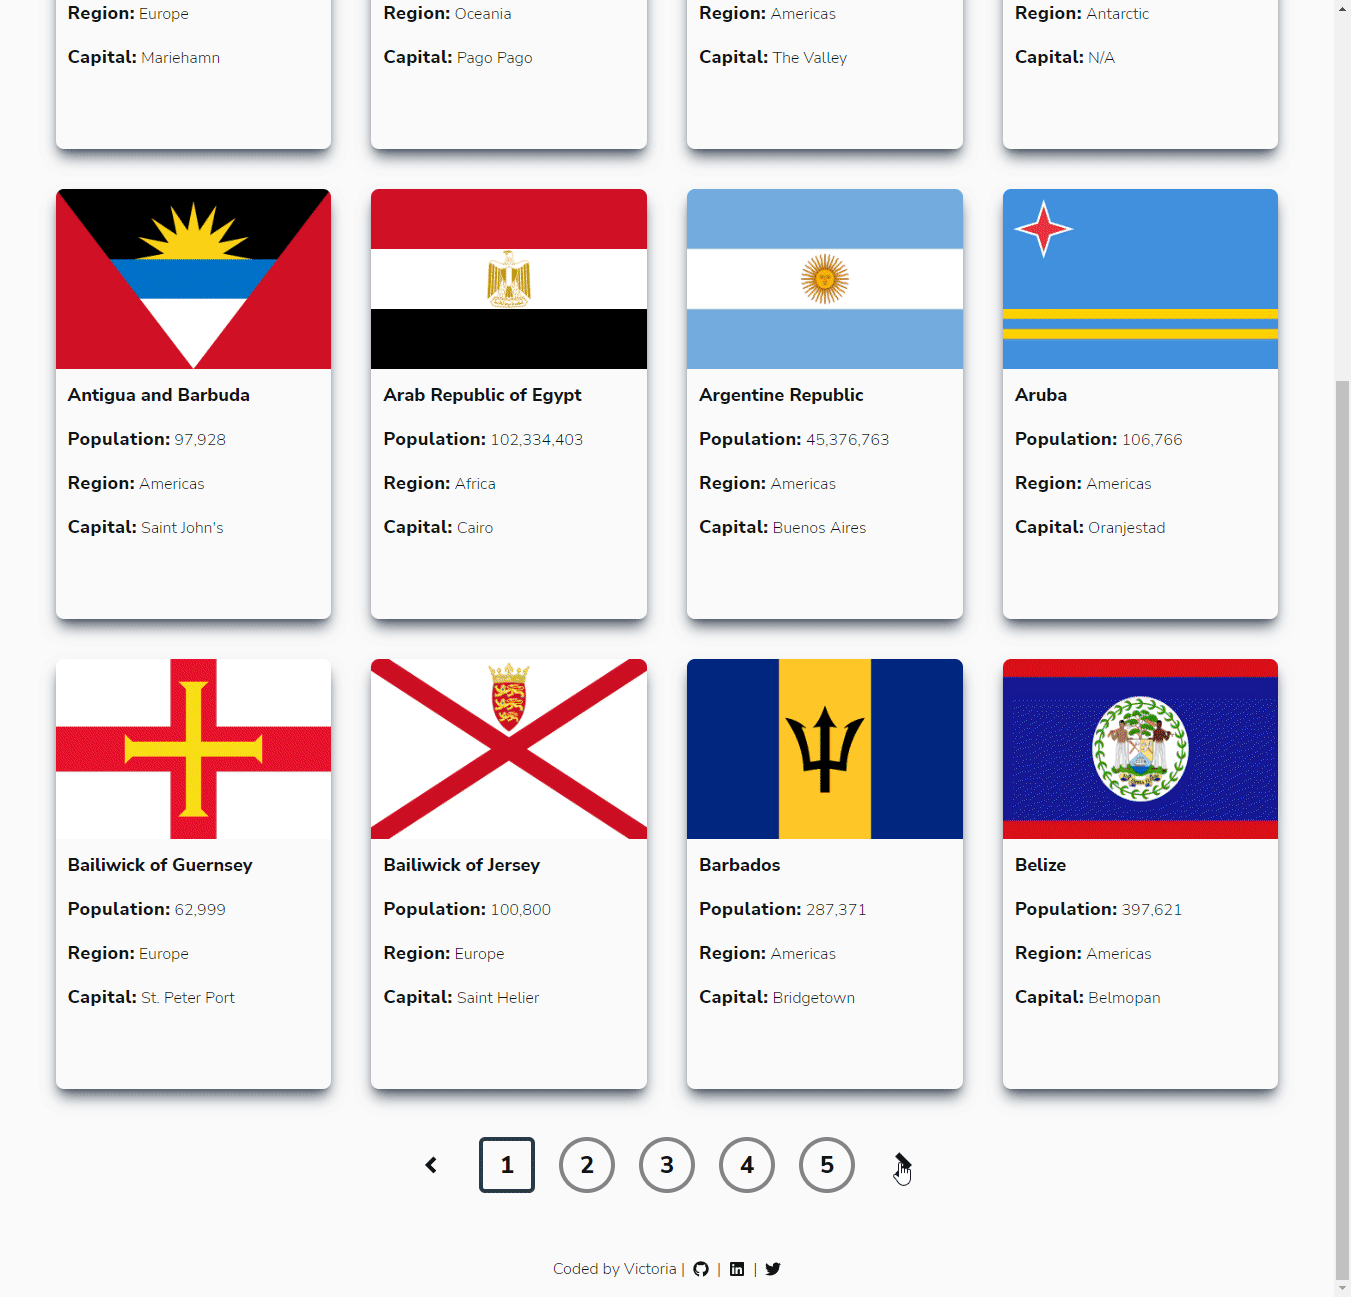 Region: Europe
Region: Oceania
Region: Americas
Region: Antarctic
Capital: Mariehamn
Capital: Pago Pago
Capital: The Valley
Capital: N/A
Antigua and Barbuda
Population: 97,928
Region: Americas
Capital: Saint John's
Arab Republic of Egypt
Population: 102,334,403
Region: Africa
Capital: Cairo
Argentine Republic
Population: 45,376,763
Region: Americas
Capital: Buenos Aires
Aruba
Population: 106,766
Region: Americas
Capital: Oranjestad
Bailiwick of Guernsey
Population: 62,999
Region: Europe
Capital: St. Peter Port
Bailiwick of Jersey
Population: 100,800
Region: Europe
Capital: Saint Helier
Barbados
Population: 287,371
Region: Americas
Capital: Bridgetown
Belize
Population: 397,621
Region: Americas
Capital: Belmopan
1 2 3 4 5
Coded by Victoria | | |